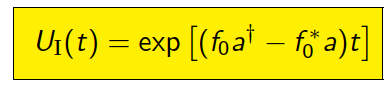 U_I(t) = exp [(f_0 a^† − f_0^* a)t]